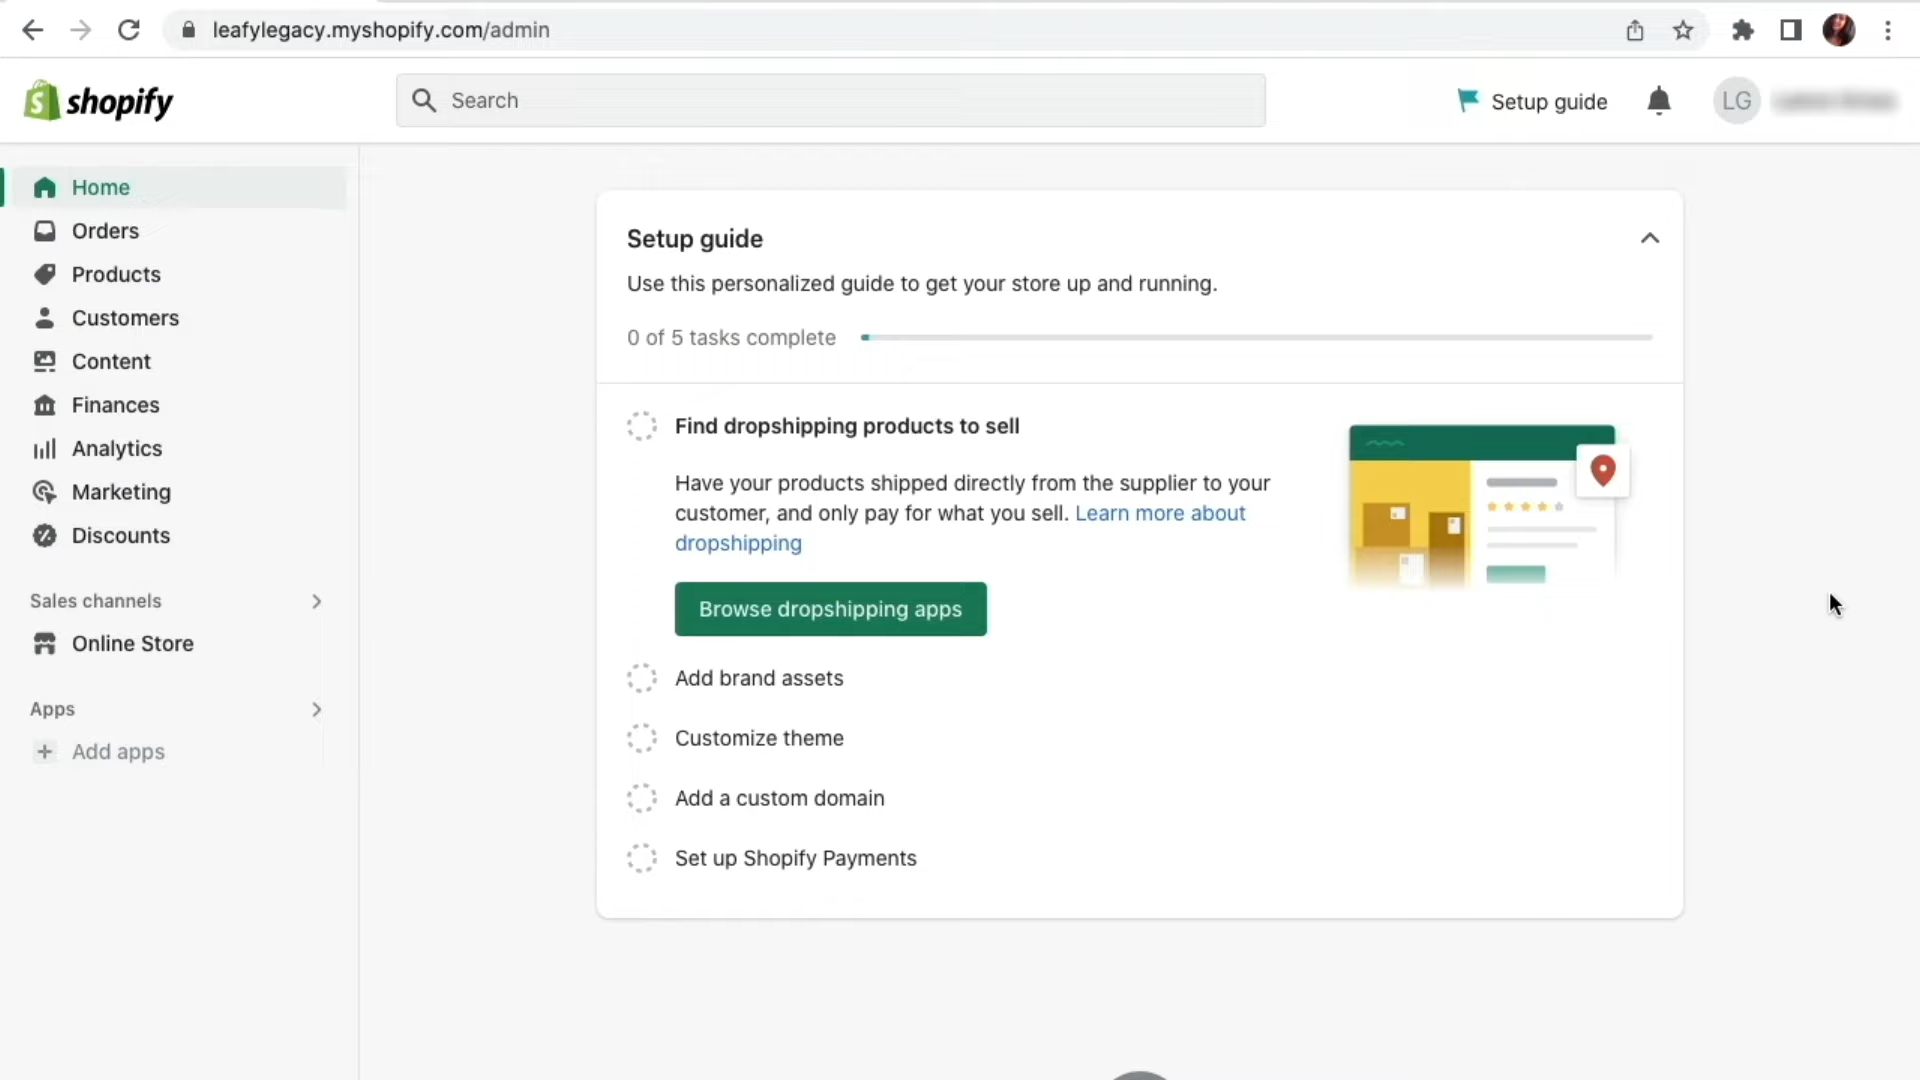 leafylegacy.myshopify.com/admin
shopify
Search
Setup guide
LG
Home
Orders
Products
Customers
Content
Finances
Analytics
Marketing
Discounts
Sales channels
Online Store
Apps
Add apps
Setup guide
Use this personalized guide to get your store up and running.
0 of 5 tasks complete
Find dropshipping products to sell
Have your products shipped directly from the supplier to your
customer, and only pay for what you sell. Learn more about
dropshipping
Browse dropshipping apps
Add brand assets
Customize theme
Add a custom domain
Set up Shopify Payments